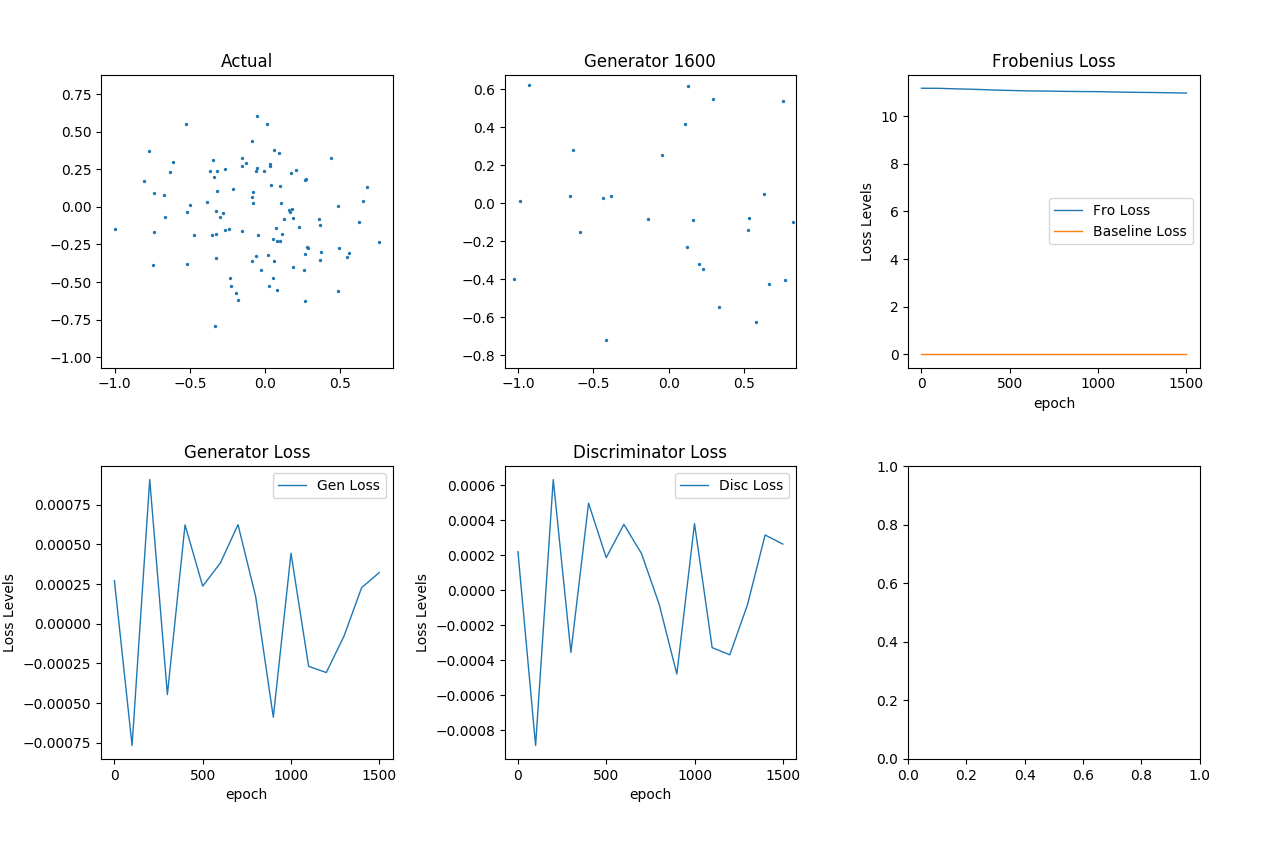 Actual
0.75
0.50
0.25
0.00
−0.25
−0.50
−0.75
−1.00
−1.0 −0.5 0.0 0.5
Generator 1600
0.6
0.4
0.2
0.0
−0.2
−0.4
−0.6
−0.8
−1.0 −0.5 0.0 0.5
Frobenius Loss
Loss Levels
10
8
6
4
2
0
Fro Loss
Baseline Loss
0 500 1000 1500
epoch
Generator Loss
Loss Levels
Gen Loss
0.00075
0.00050
0.00025
0.00000
−0.00025
−0.00050
−0.00075
0 500 1000 1500
epoch
Discriminator Loss
Loss Levels
Disc Loss
0.0006
0.0004
0.0002
0.0000
−0.0002
−0.0004
−0.0006
−0.0008
0 500 1000 1500
epoch
1.0
0.8
0.6
0.4
0.2
0.0
0.0 0.2 0.4 0.6 0.8 1.0